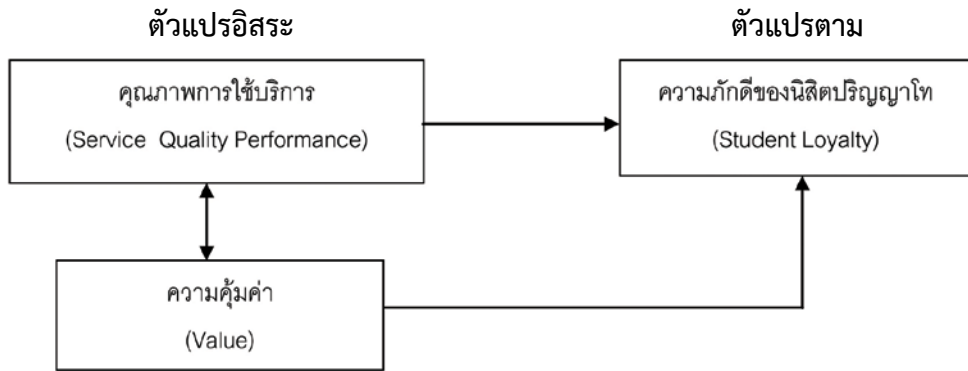 ตัวแปรอิสระ
ตัวแปรตาม
คุณภาพการใช้บริการ
(Service Quality Performance)
ความภักดีของนิสิตปริญญาโท
(Student Loyalty)
ความคุ้มค่า
(Value)